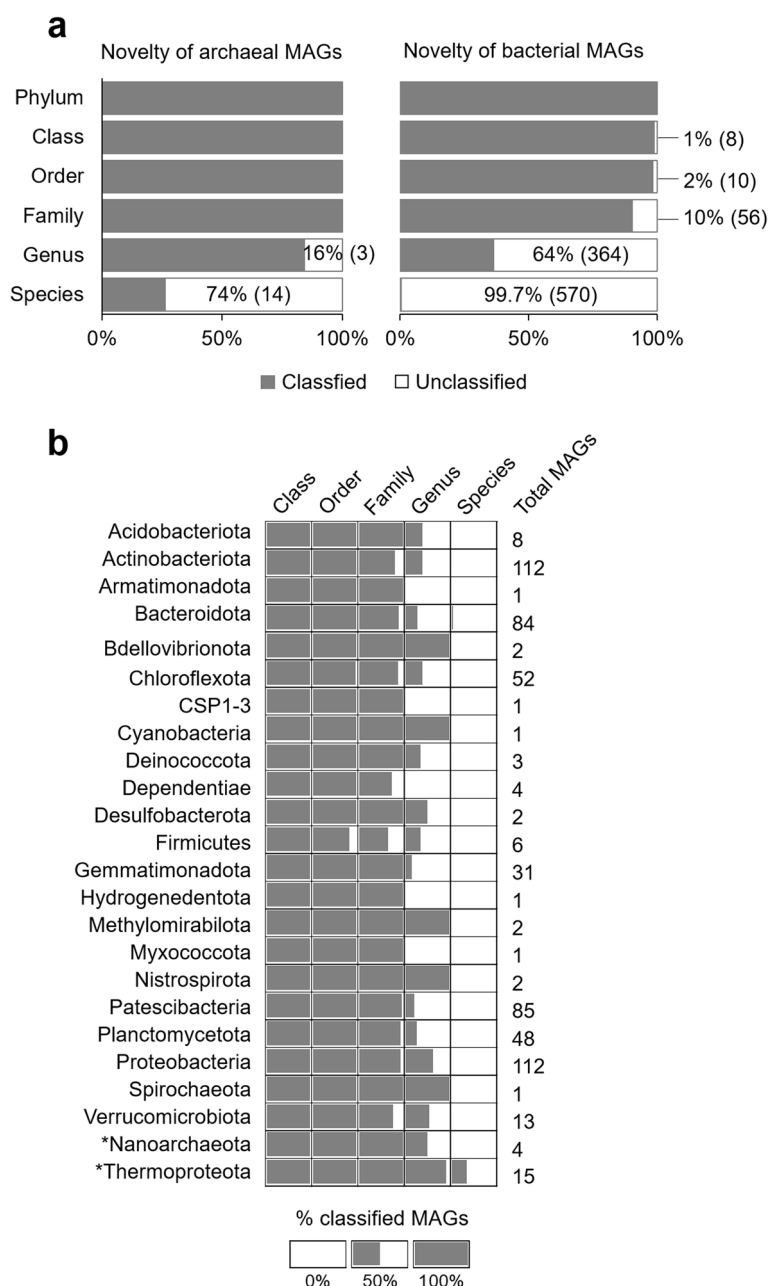 a
Novelty of archaeal MAGs
Novelty of bacterial MAGs
Phylum
Class
1% (8)
Order
2% (10)
Family
10% (56)
Genus
16% (3)
64% (364)
Species
74% (14)
99.7% (570)
0%
50%
100%
0%
50%
100%
Classfied
Unclassified
b
Class
Order
Family
Genus
Species
Total MAGs
Acidobacteriota 8
Actinobacteriota 112
Armatimonadota 1
Bacteroidota 84
Bdellovibrionota 2
Chloroflexota 52
CSP1-3 1
Cyanobacteria 1
Deinococcota 3
Dependentiae 4
Desulfobacterota 2
Firmicutes 6
Gemmatimonadota 31
Hydrogenedentota 1
Methylomirabilota 2
Myxococcota 1
Nistrospirota 2
Patescibacteria 85
Planctomycetota 48
Proteobacteria 112
Spirochaeota 1
Verrucomicrobiota 13
*Nanoarchaeota 4
*Thermoproteota 15
% classified MAGs
0%
50%
100%